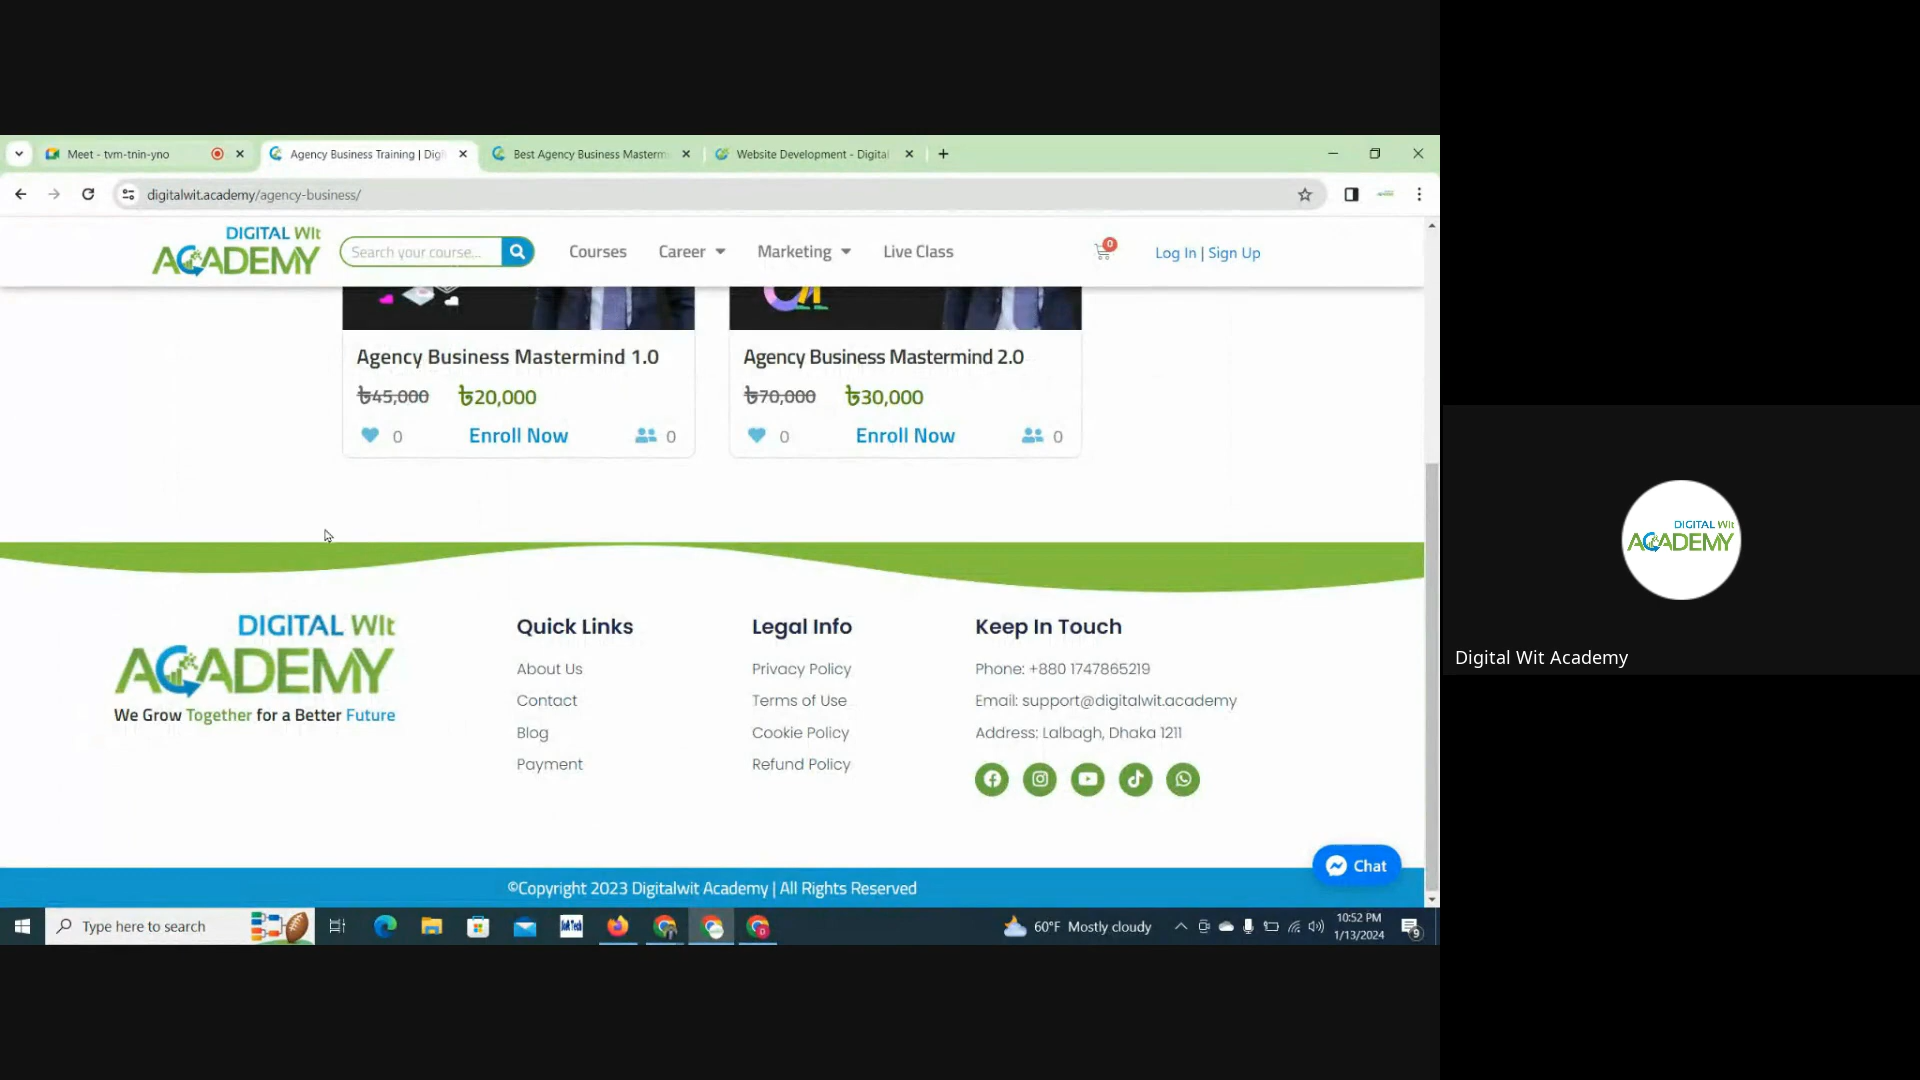 Meet - tvm-tnin-yno
Agency Business Training | Digi
Best Agency Business Masterm
Website Development - Digital
digitalwit.academy/agency-business/
DIGITAL WIt
ACADEMY
Search your course...
Courses
Career
Marketing
Live Class
0
Log In | Sign Up
Agency Business Mastermind 1.0
৳45,000 ৳20,000
0 Enroll Now 0
Agency Business Mastermind 2.0
৳70,000 ৳30,000
0 Enroll Now 0
DIGITAL WIt
ACADEMY
We Grow Together for a Better Future
Quick Links
About Us
Contact
Blog
Payment
Legal Info
Privacy Policy
Terms of Use
Cookie Policy
Refund Policy
Keep In Touch
Phone: +880 1747865219
Email: support@digitalwit.academy
Address: Lalbagh, Dhaka 1211
Chat
©Copyright 2023 Digitalwit Academy | All Rights Reserved
Type here to search
60°F Mostly cloudy
10:52 PM
1/13/2024
9
DIGITAL WIt
ACADEMY
Digital Wit Academy